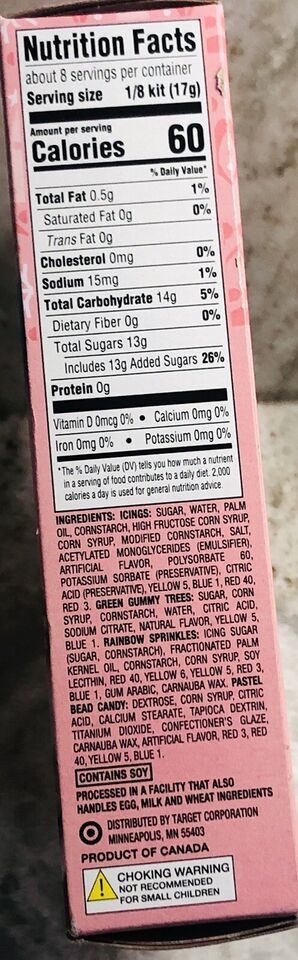 Nutrition Facts
about 8 servings per container
Serving size 1/8 kit (17g)
Amount per serving
Calories 60
% Daily Value*
Total Fat 0.5g 1%
Saturated Fat 0g 0%
Trans Fat 0g
Cholesterol 0mg 0%
Sodium 15mg 1%
Total Carbohydrate 14g 5%
Dietary Fiber 0g 0%
Total Sugars 13g
Includes 13g Added Sugars 26%
Protein 0g
Vitamin D 0mcg 0% • Calcium 0mg 0%
Iron 0mg 0% • Potassium 0mg 0%
*The % Daily Value (DV) tells you how much a nutrient
in a serving of food contributes to a daily diet. 2,000
calories a day is used for general nutrition advice.
INGREDIENTS: ICINGS: SUGAR, WATER, PALM
OIL, CORNSTARCH, HIGH FRUCTOSE CORN SYRUP,
CORN SYRUP, MODIFIED CORNSTARCH, SALT,
ACETYLATED MONOGLYCERIDES (EMULSIFIER),
ARTIFICIAL FLAVOR, POLYSORBATE 60,
POTASSIUM SORBATE (PRESERVATIVE), CITRIC
ACID (PRESERVATIVE), YELLOW 5, BLUE 1, RED 40,
RED 3. GREEN GUMMY TREES: SUGAR, CORN
SYRUP, CORNSTARCH, WATER, CITRIC ACID,
SODIUM CITRATE, NATURAL FLAVOR, YELLOW 5,
BLUE 1. RAINBOW SPRINKLES: ICING SUGAR
(SUGAR, CORNSTARCH), FRACTIONATED PALM
KERNEL OIL, CORNSTARCH, CORN SYRUP, SOY
LECITHIN, RED 40, YELLOW 6, YELLOW 5, RED 3,
BLUE 1, GUM ARABIC, CARNAUBA WAX. PASTEL
BEAD CANDY: DEXTROSE, CORN SYRUP, CITRIC
ACID, CALCIUM STEARATE, TAPIOCA DEXTRIN,
TITANIUM DIOXIDE, CONFECTIONER'S GLAZE,
CARNAUBA WAX, ARTIFICIAL FLAVOR, RED 3, RED
40, YELLOW 5, BLUE 1.
CONTAINS SOY
PROCESSED IN A FACILITY THAT ALSO
HANDLES EGG, MILK AND WHEAT INGREDIENTS
DISTRIBUTED BY TARGET CORPORATION
MINNEAPOLIS, MN 55403
PRODUCT OF CANADA
CHOKING WARNING
NOT RECOMMENDED
FOR SMALL CHILDREN